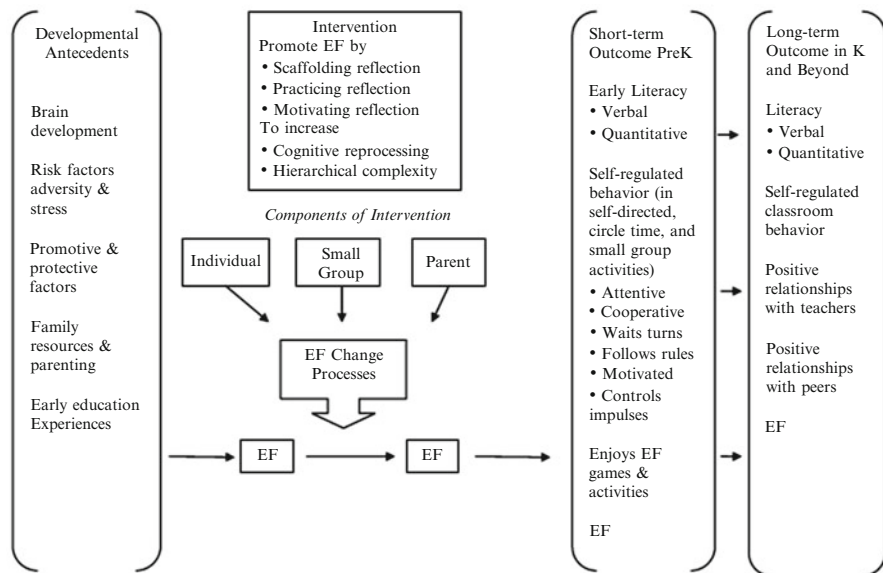 Developmental
Antecedents
Brain
development
Risk factors
adversity &
stress
Promotive &
protective
factors
Family
resources &
parenting
Early education
Experiences
Intervention
Promote EF by
• Scaffolding reflection
• Practicing reflection
• Motivating reflection
To increase
• Cognitive reprocessing
• Hierarchical complexity
Components of Intervention
Individual
Small
Group
Parent
EF Change
Processes
EF
EF
Short-term
Outcome PreK
Early Literacy
• Verbal
• Quantitative
Self-regulated
behavior (in
self-directed,
circle time, and
small group
activities)
• Attentive
• Cooperative
• Waits turns
• Follows rules
• Motivated
• Controls
impulses
Enjoys EF
games &
activities
EF
Long-term
Outcome in K
and Beyond
Literacy
• Verbal
• Quantitative
Self-regulated
classroom
behavior
Positive
relationships
with teachers
Positive
relationships
with peers
EF